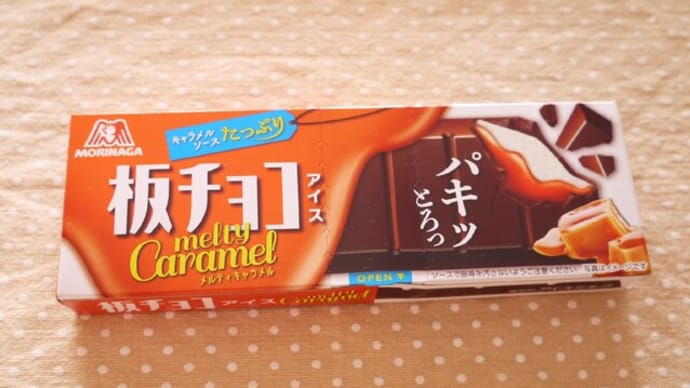 MORINAGA
キャラメル
ソース
たっぷり
板チョコ
アイス
melty
Caramel
メルティキャラメル
パキッ
とろっ
OPEN
ソースで服等を汚さないようご注意ください
写真はイメージです
板チョコアイス
Caramel